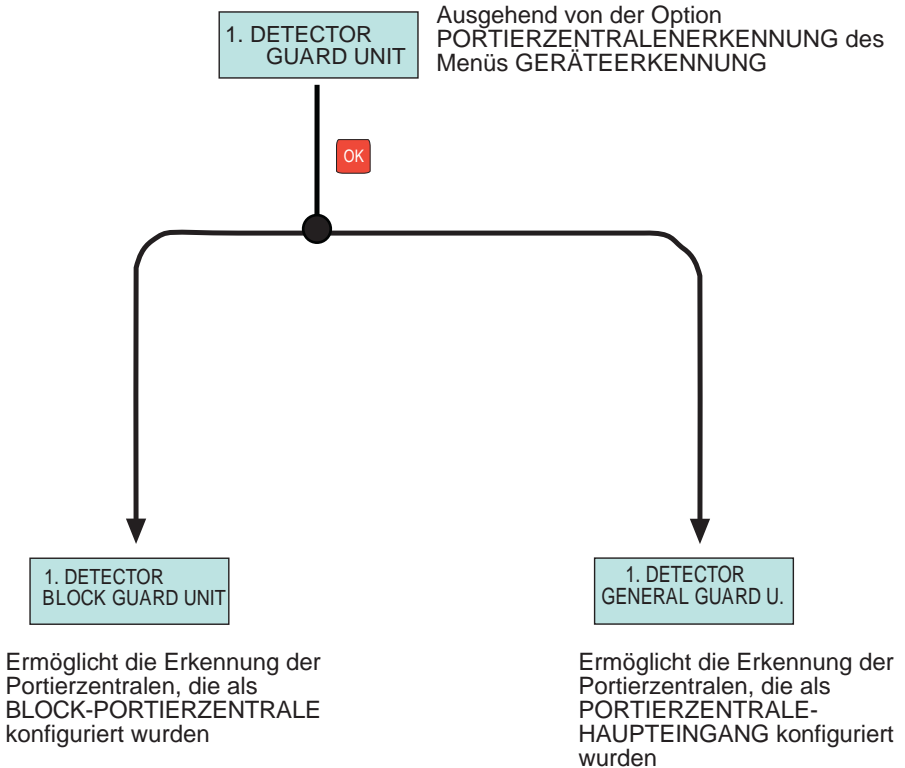 1. DETECTOR
GUARD UNIT
Ausgehend von der Option
PORTIERZENTRALENERKENNUNG des
Menüs GERÄTEERKENNUNG
OK
1. DETECTOR
BLOCK GUARD UNIT
Ermöglicht die Erkennung der
Portierzentralen, die als
BLOCK-PORTIERZENTRALE
konfiguriert wurden
1. DETECTOR
GENERAL GUARD U.
Ermöglicht die Erkennung der
Portierzentralen, die als
PORTIERZENTRALE-
HAUPTEINGANG konfiguriert
wurden